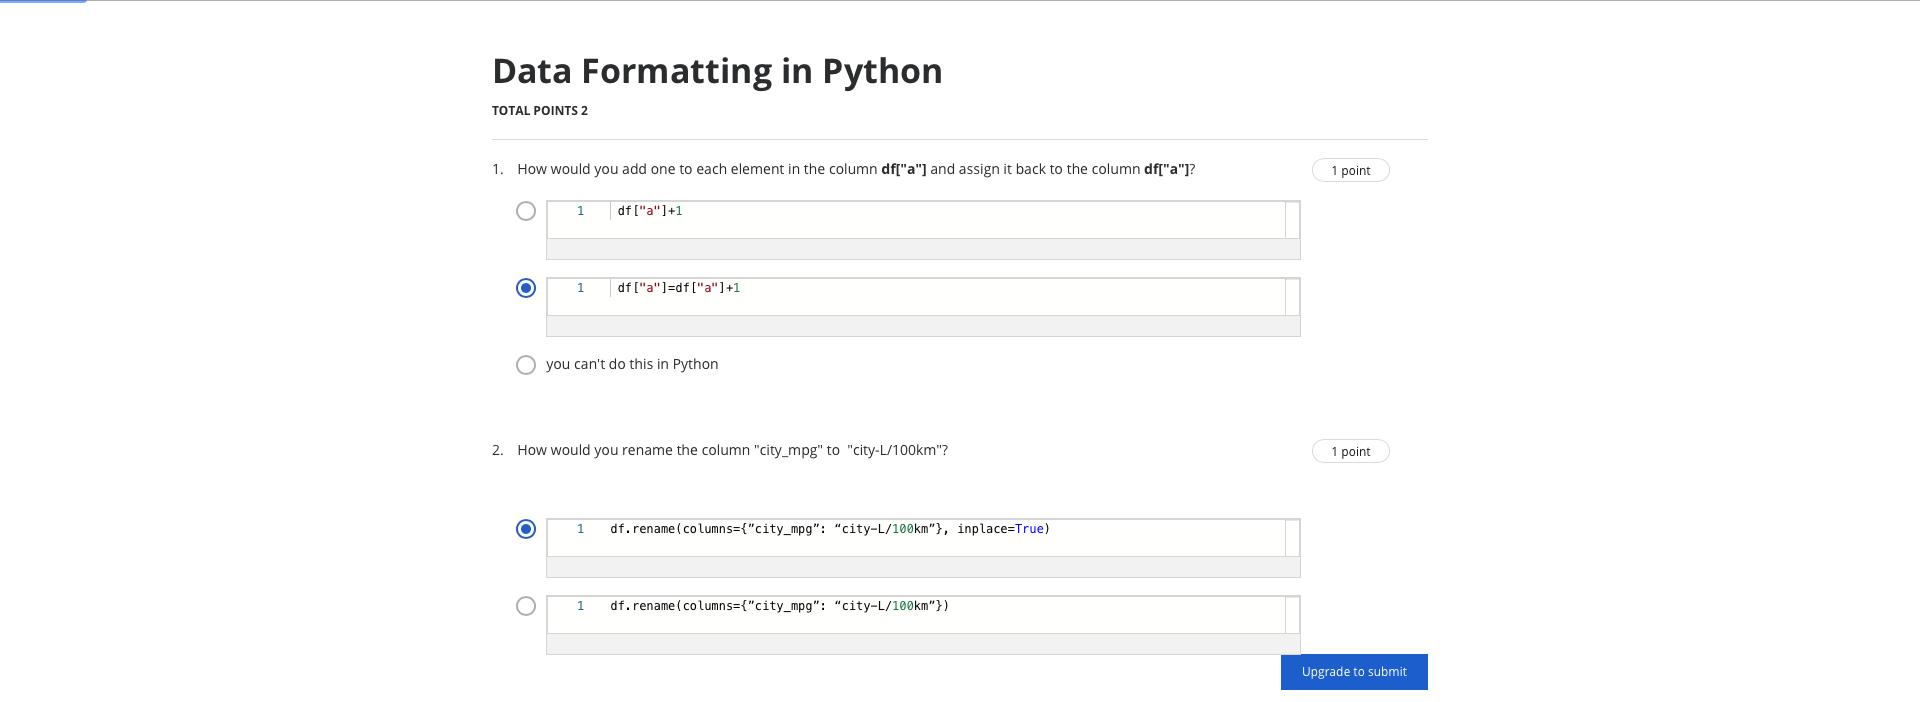 Data Formatting in Python
TOTAL POINTS 2
1. How would you add one to each element in the column df["a"] and assign it back to the column df["a"]?
1 point
1 df["a"]+1
1 df["a"]=df["a"]+1
you can't do this in Python
2. How would you rename the column "city_mpg" to "city-L/100km"?
1 point
1 df.rename(columns={”city_mpg”: “city-L/100km”}, inplace=True)
1 df.rename(columns={”city_mpg”: “city-L/100km”})
Upgrade to submit